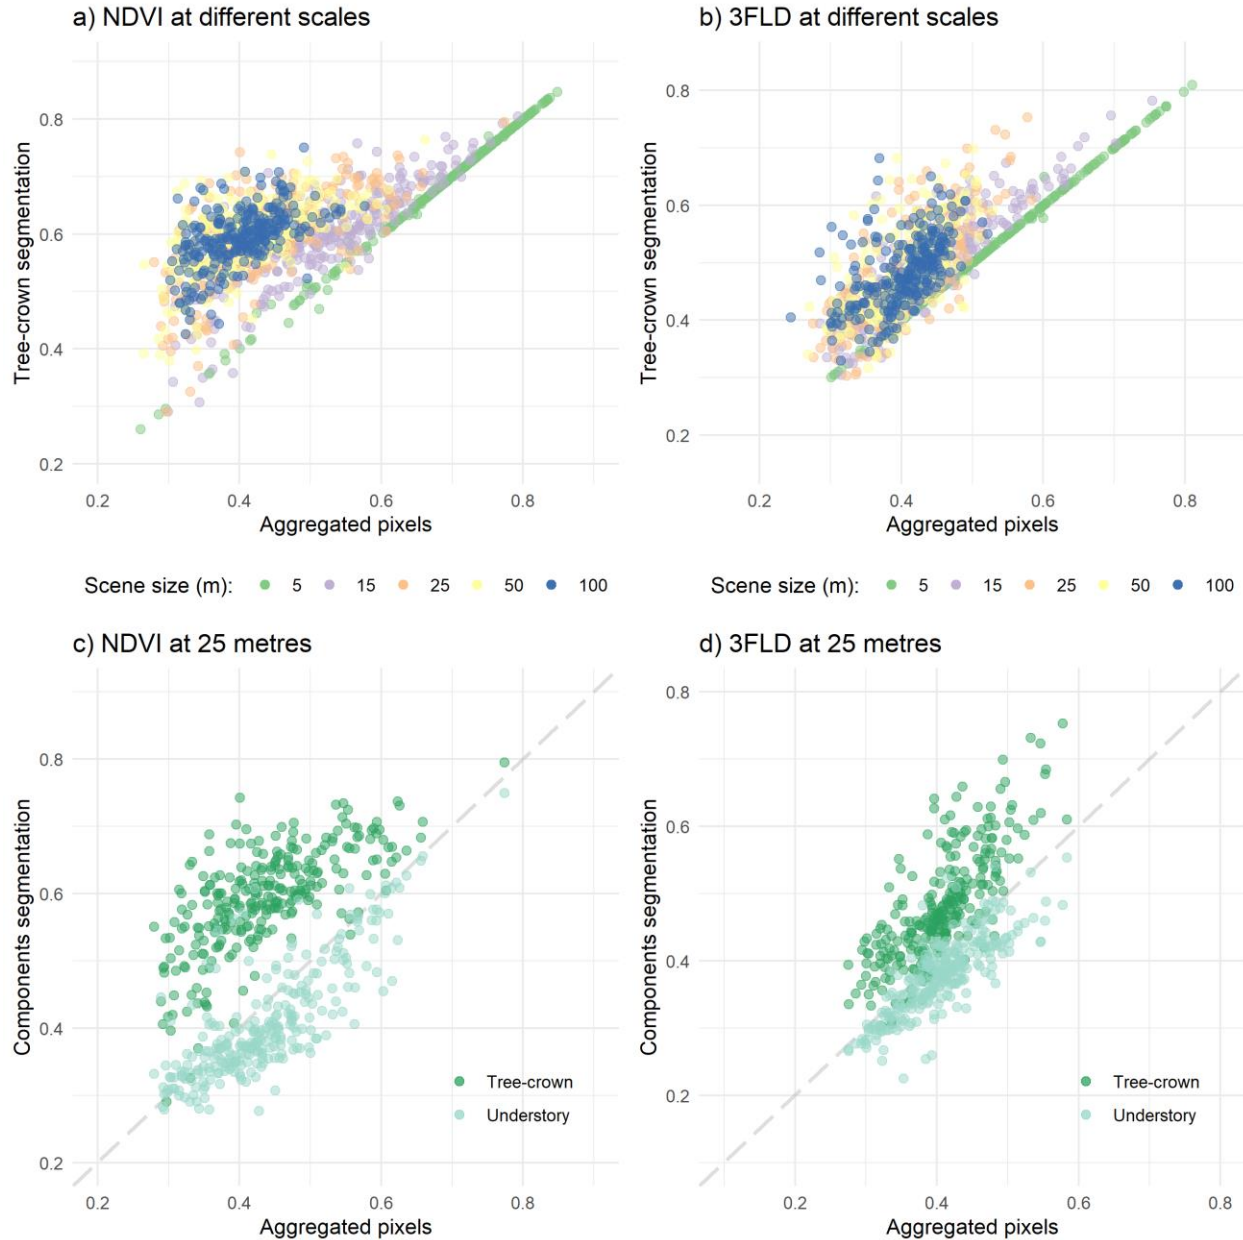 a) NDVI at different scales
Tree-crown segmentation
0.8
0.6
0.4
0.2
0.2 0.4 0.6 0.8
Aggregated pixels
Scene size (m): 5 15 25 50 100
b) 3FLD at different scales
Tree-crown segmentation
0.8
0.6
0.4
0.2
0.2 0.4 0.6 0.8
Aggregated pixels
Scene size (m): 5 15 25 50 100
c) NDVI at 25 metres
Components segmentation
0.8
0.6
0.4
0.2
Tree-crown
Understory
0.2 0.4 0.6 0.8
Aggregated pixels
d) 3FLD at 25 metres
Components segmentation
0.8
0.6
0.4
0.2
Tree-crown
Understory
0.2 0.4 0.6 0.8
Aggregated pixels